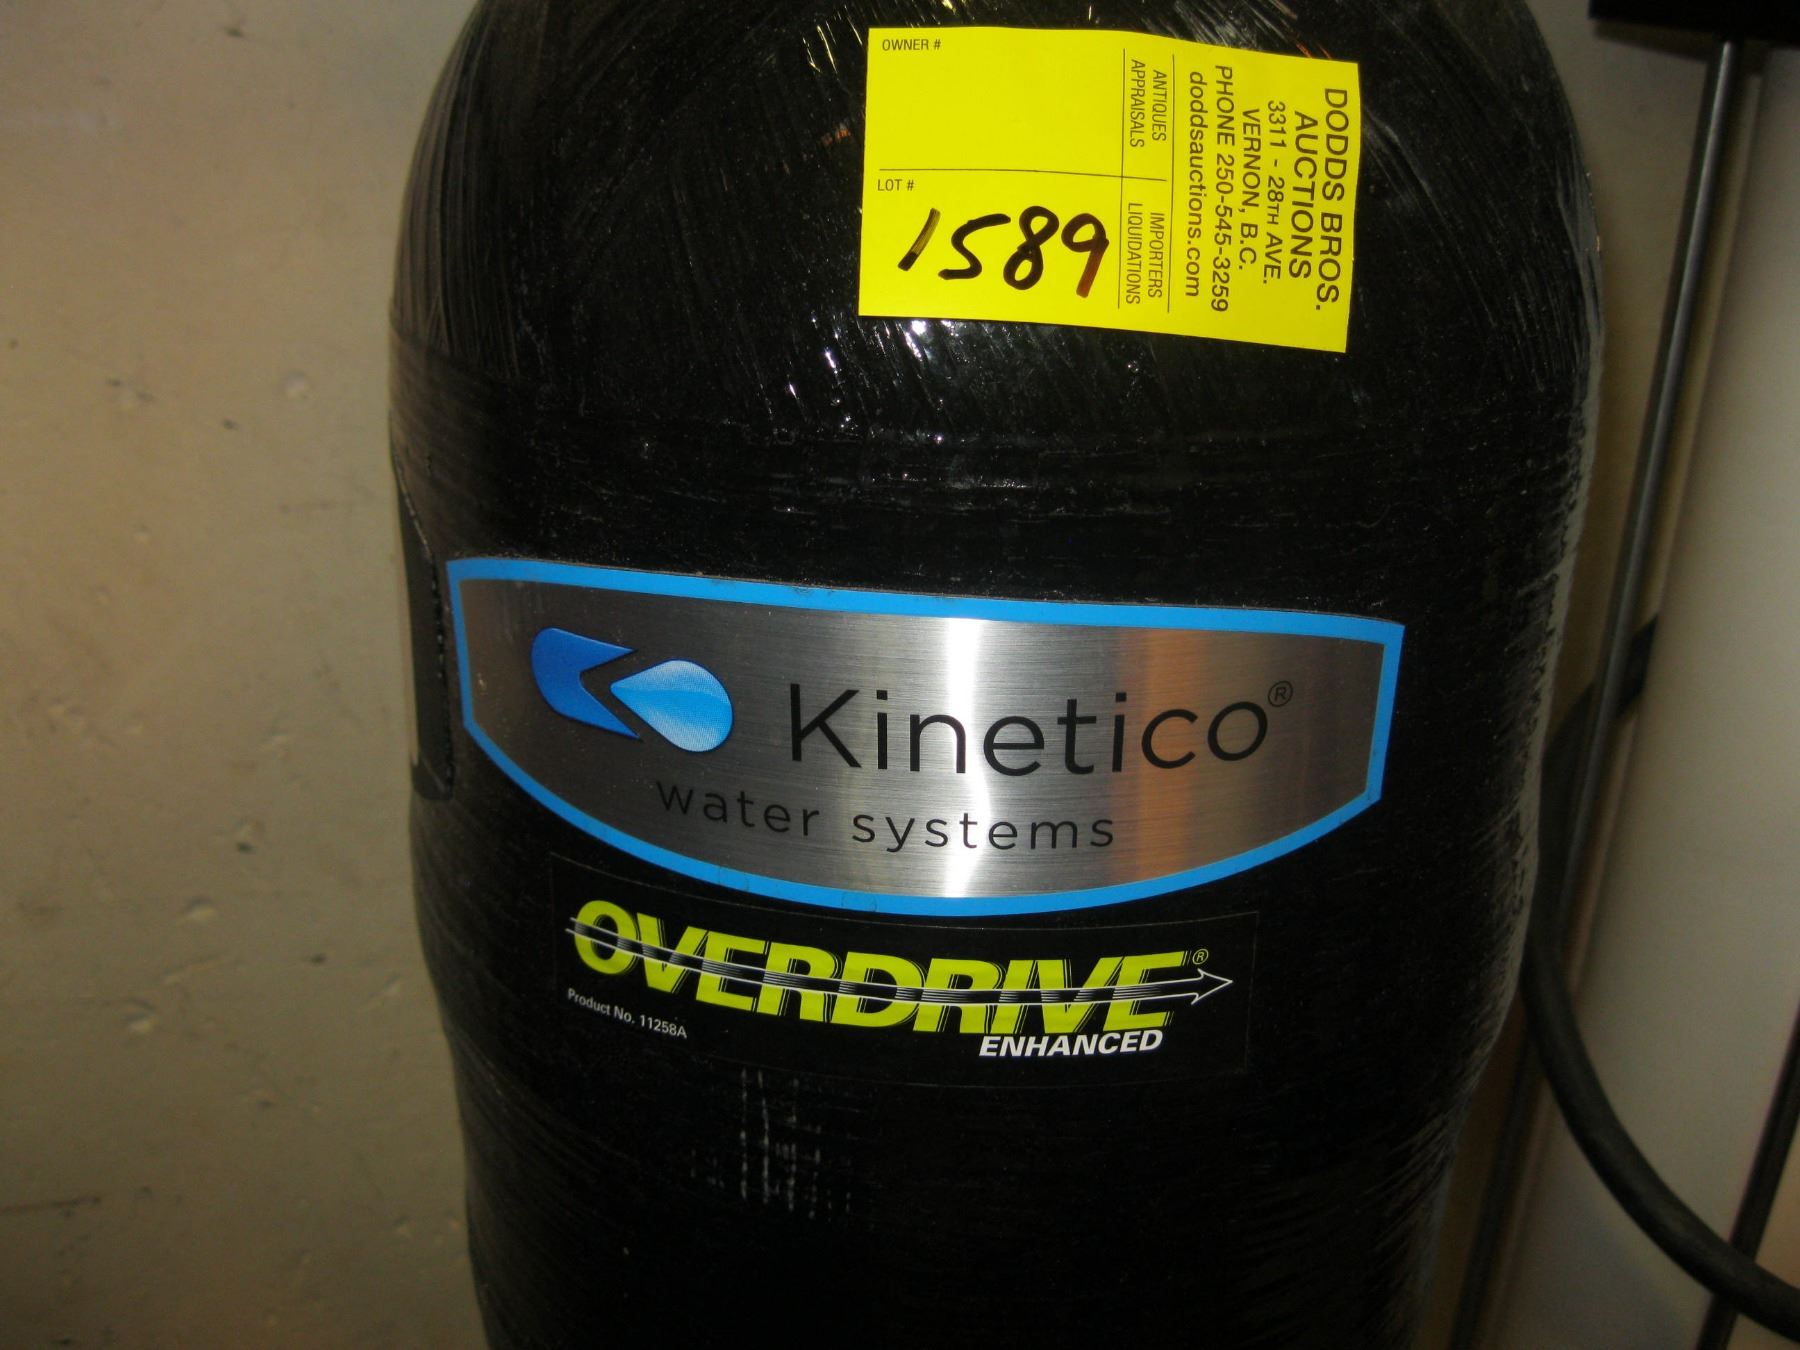 OWNER #
LOT #
1589
ANTIQUES
APPRAISALS
IMPORTERS
LIQUIDATIONS
DODDS BROS.
AUCTIONS
3311 - 28TH AVE.
VERNON, B.C.
PHONE 250-545-3259
doddsauctions.com
Kinetico®
water systems
OVERDRIVE®
ENHANCED
Product No. 11258A